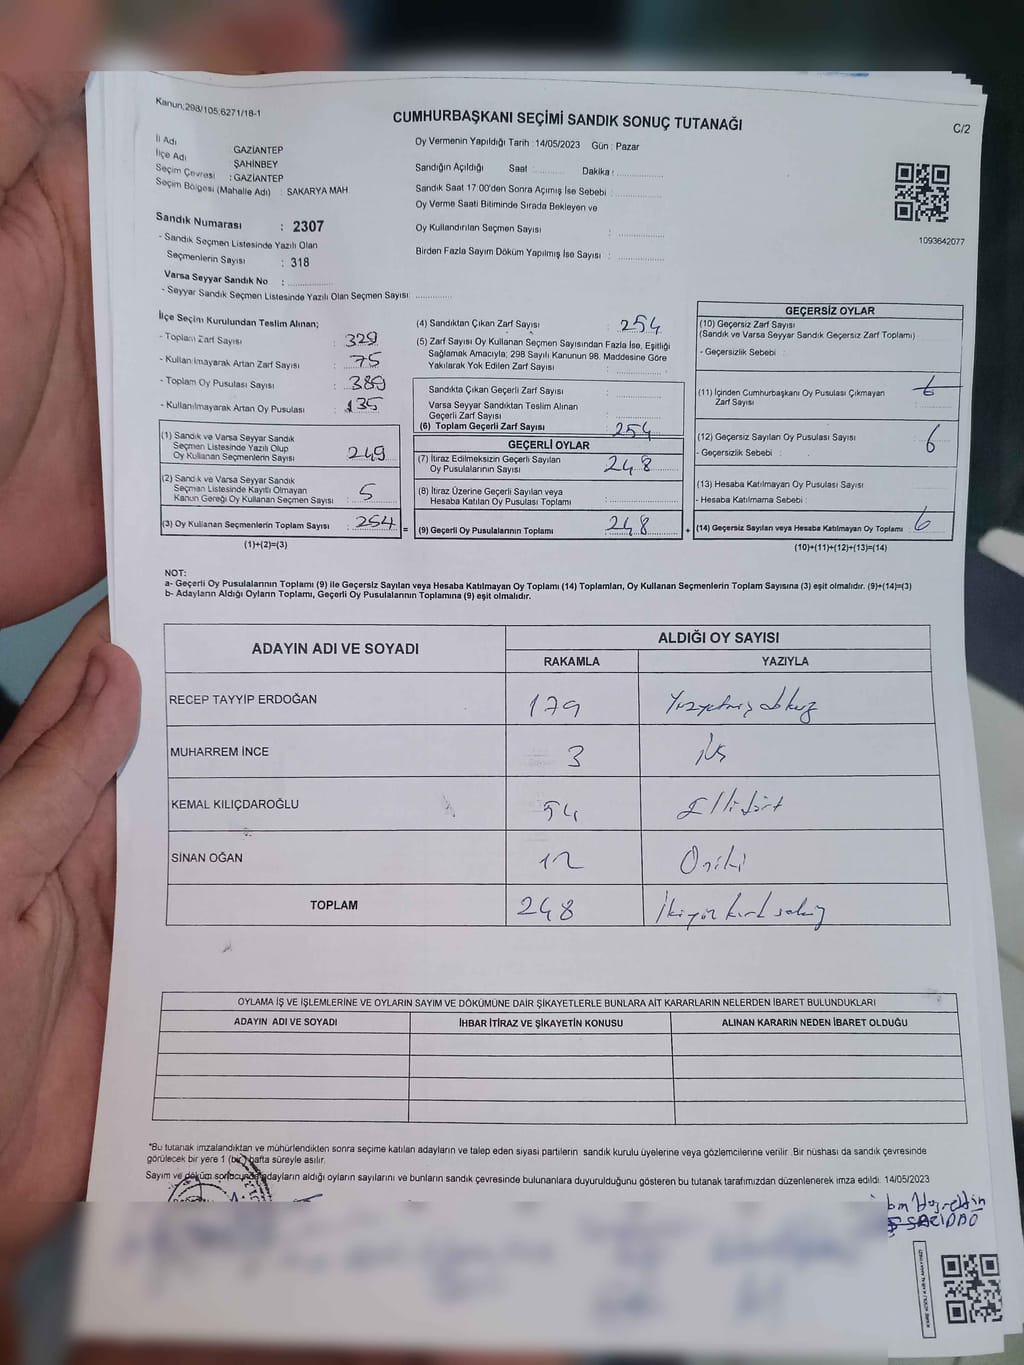 Kanun;298/105,6271/18-1
CUMHURBAŞKANI SEÇİMİ SANDIK SONUÇ TUTANAĞI
C/2
İl Adı : GAZİANTEP
İlçe Adı ŞAHİNBEY
Seçim Çevresi : GAZİANTEP
Seçim Bölgesi (Mahalle Adı) : SAKARYA MAH
Sandık Numarası : 2307
- Sandık Seçmen Listesinde Yazılı Olan
Seçmenlerin Sayısı : 318
Varsa Seyyar Sandık No :
- Seyyar Sandık Seçmen Listesinde Yazılı Olan Seçmen Sayısı:
Oy Vermenin Yapıldığı Tarih : 14/05/2023 Gün : Pazar
Sandığın Açıldığı Saat Dakika :
Sandık Saat 17.00'den Sonra Açımış İse Sebebi :
Oy Verme Saati Bitiminde Sırada Bekleyen ve
Oy Kullandırılan Seçmen Sayısı :
Birden Fazla Sayım Döküm Yapılmış İse Sayısı :
1093642077
İlçe Seçim Kurulundan Teslim Alınan;
- Toplam Zarf Sayısı : 329
- Kullanılmayarak Artan Zarf Sayısı : 75
- Toplam Oy Pusulası Sayısı : 389
- Kullanılmayarak Artan Oy Pusulası : 135
(1) Sandık ve Varsa Seyyar Sandık
Seçmen Listesinde Yazılı Olup
Oy Kullanan Seçmenlerin Sayısı : 249
(2) Sandık ve Varsa Seyyar Sandık
Seçmen Listesinde Kayıtlı Olmayan
Kanun Gereği Oy Kullanan Seçmen Sayısı : 5
(3) Oy Kullanan Seçmenlerin Toplam Sayısı : 254 =
(1)+(2)=(3)
(4) Sandıktan Çıkan Zarf Sayısı : 254
(5) Zarf Sayısı Oy Kullanan Seçmen Sayısından Fazla İse, Eşitliği
Sağlamak Amacıyla; 298 Sayılı Kanunun 98. Maddesine Göre
Yakılarak Yok Edilen Zarf Sayısı :
Sandıkta Çıkan Geçerli Zarf Sayısı :
Varsa Seyyar Sandıktan Teslim Alınan
Geçerli Zarf Sayısı :
(6) Toplam Geçerli Zarf Sayısı : 254
GEÇERLİ OYLAR
(7) İtiraz Edilmeksizin Geçerli Sayılan
Oy Pusulalarının Sayısı : 248
(8) İtiraz Üzerine Geçerli Sayılan veya
Hesaba Katılan Oy Pusulası Toplamı :
(9) Geçerli Oy Pusulalarının Toplamı : 248 +
GEÇERSİZ OYLAR
(10) Geçersiz Zarf Sayısı
(Sandık ve Varsa Seyyar Sandık Geçersiz Zarf Toplamı) :
- Geçersizlik Sebebi :
(11) İçinden Cumhurbaşkanı Oy Pusulası Çıkmayan
Zarf Sayısı :
(12) Geçersiz Sayılan Oy Pusulası Sayısı : 6
- Geçersizlik Sebebi :
(13) Hesaba Katılmayan Oy Pusulası Sayısı :
- Hesaba Katılmama Sebebi :
(14) Geçersiz Sayılan veya Hesaba Katılmayan Oy Toplamı : 6
(10)+(11)+(12)+(13)=(14)
NOT:
a- Geçerli Oy Pusulalarının Toplamı (9) ile Geçersiz Sayılan veya Hesaba Katılmayan Oy Toplamı (14) Toplamları, Oy Kullanan Seçmenlerin Toplam Sayısına (3) eşit olmalıdır. (9)+(14)=(3)
b- Adayların Aldığı Oyların Toplamı, Geçerli Oy Pusulalarının Toplamına (9) eşit olmalıdır.
ADAYIN ADI VE SOYADI
ALDIĞI OY SAYISI
RAKAMLA YAZIYLA
RECEP TAYYİP ERDOĞAN 179 Yüzyetmiş dokuz
MUHARREM İNCE 3 Üç
KEMAL KILIÇDAROĞLU 54 Ellidört
SİNAN OĞAN 12 Oniki
TOPLAM 248 İkiyüz kırk sekiz
OYLAMA İŞ VE İŞLEMLERİNE VE OYLARIN SAYIM VE DÖKÜMÜNE DAİR ŞİKAYETLERLE BUNLARA AİT KARARLARIN NELERDEN İBARET BULUNDUKLARI
ADAYIN ADI VE SOYADI İHBAR İTİRAZ VE ŞİKAYETİN KONUSU ALINAN KARARIN NEDEN İBARET OLDUĞU
*Bu tutanak imzalandıktan ve mühürlendikten sonra seçime katılan adayların ve talep eden siyasi partilerin sandık kurulu üyelerine veya gözlemcilerine verilir. Bir nüshası da sandık çevresinde
görülecek bir yere 1 (bir) hafta süreyle asılır.
Sayım ve döküm sonucunda adayların aldığı oyların sayılarını ve bunların sandık çevresinde bulunanlara duyurulduğunu gösteren bu tutanak tarafımızdan düzenlenerek imza edildi. 14/05/2023